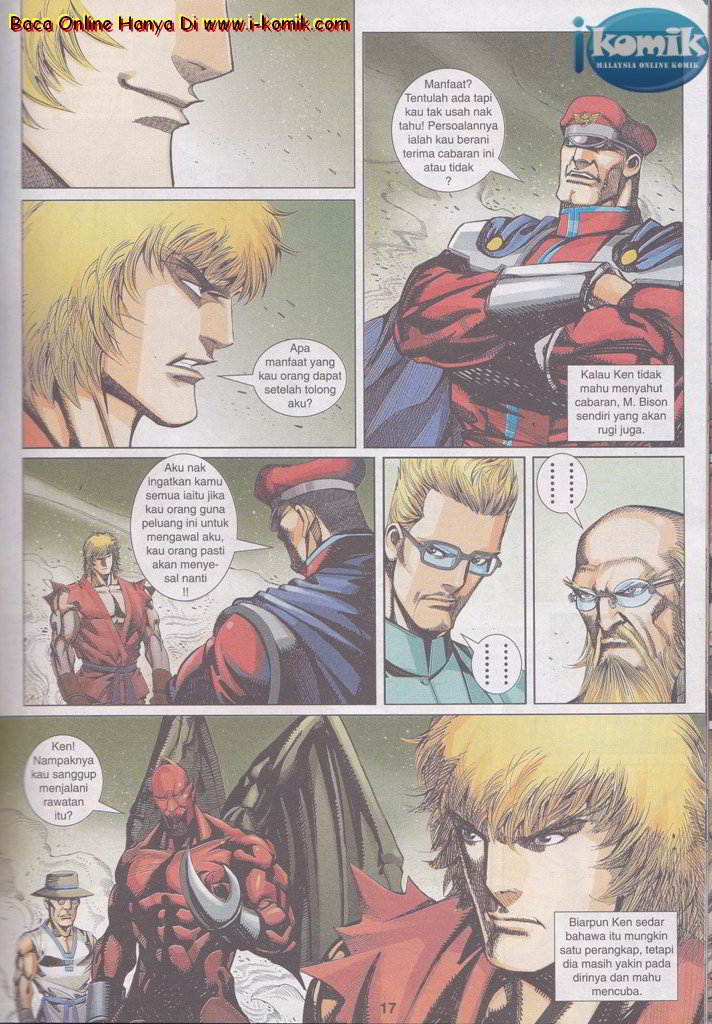 Baca Online Hanya Di www.i-komik.com
ikomik
MALAYSIA ONLINE KOMIK
Apa
manfaat yang
kau orang dapat
setelah tolong
aku?
Manfaat?
Tentulah ada tapi
kau tak usah nak
tahu! Persoalannya
ialah kau berani
terima cabaran ini
atau tidak
?
Kalau Ken tidak
mahu menyahut
cabaran, M. Bison
sendiri yang akan
rugi juga.
Aku nak
ingatkan kamu
semua iaitu jika
kau orang guna
peluang ini untuk
mengawal aku,
kau orang pasti
akan menye-
sal nanti
!!
Ken!
Nampaknya
kau sanggup
menjalani
rawatan
itu?
Biarpun Ken sedar
bahawa itu mungkin
satu perangkap, tetapi
dia masih yakin pada
dirinya dan mahu
mencuba.
17